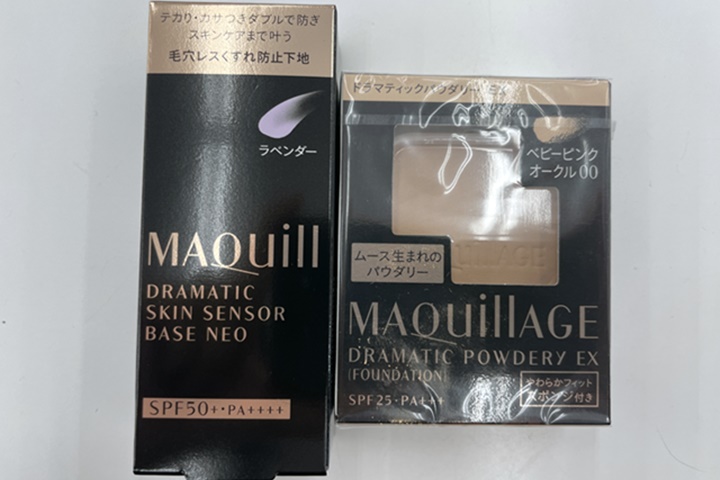 テカリ・カサつきダブルで防ぎ
スキンケアまで叶う
毛穴レスくずれ防止下地
ラベンダー
MAQuill
DRAMATIC
SKIN SENSOR
BASE NEO
SPF50+・PA++++
ドラマティックパウダリー EX
ベビーピンク
オークル00
ムース生まれの
パウダリー
MAQuillAGE
DRAMATIC POWDERY EX
(FOUNDATION)
SPF25・PA+++
やわらかフィット
スポンジ付き